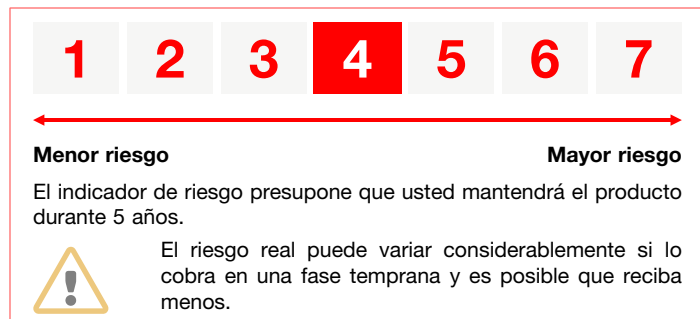 1 2 3 4 5 6 7
Menor riesgo Mayor riesgo
El indicador de riesgo presupone que usted mantendrá el producto
durante 5 años.
El riesgo real puede variar considerablemente si lo
cobra en una fase temprana y es posible que reciba
menos.